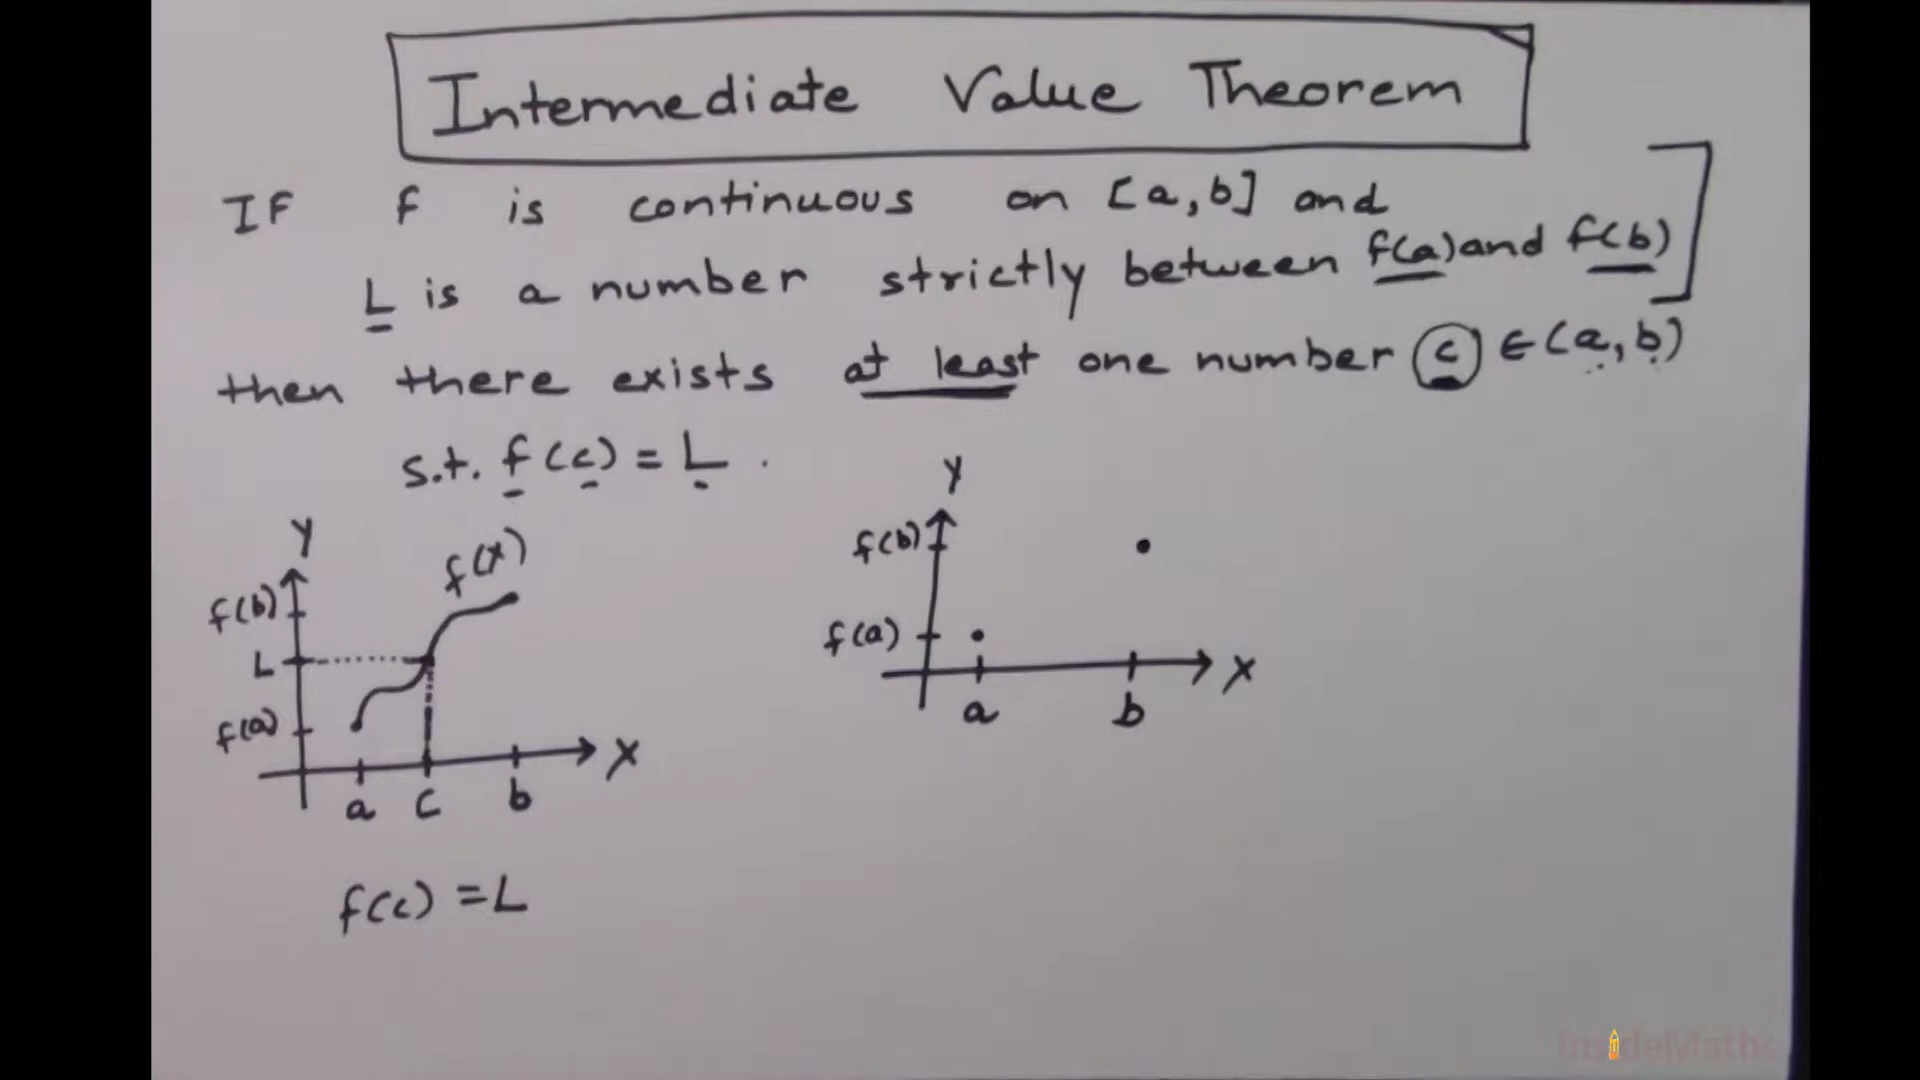 Intermediate Value Theorem
IF f is continuous on [a,b] and
L is a number strictly between f(a) and f(b)
then there exists at least one number c ∈ (a,b)
s.t. f(c) = L.
y
f(b)
f(x)
L
f(a)
a c b
x
f(c) = L
y
f(b)
f(a)
a b
x
InsideMaths